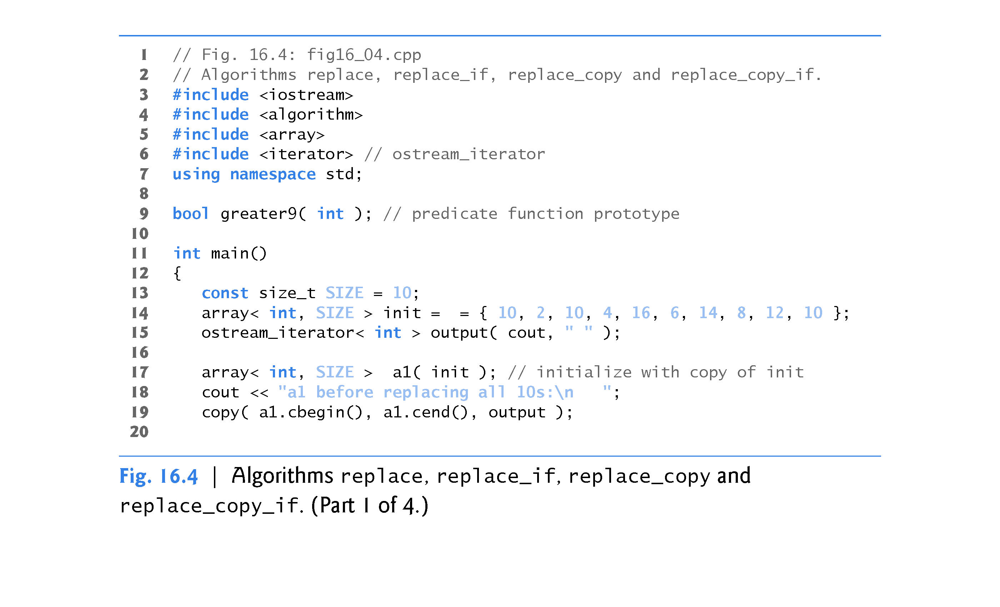 1 // Fig. 16.4: fig16_04.cpp
2 // Algorithms replace, replace_if, replace_copy and replace_copy_if.
3 #include <iostream>
4 #include <algorithm>
5 #include <array>
6 #include <iterator> // ostream_iterator
7 using namespace std;
8
9 bool greater9( int ); // predicate function prototype
10
11 int main()
12 {
13    const size_t SIZE = 10;
14    array< int, SIZE > init =  = { 10, 2, 10, 4, 16, 6, 14, 8, 12, 10 };
15    ostream_iterator< int > output( cout, " " );
16
17    array< int, SIZE >  a1( init ); // initialize with copy of init
18    cout << "a1 before replacing all 10s:\n   ";
19    copy( a1.cbegin(), a1.cend(), output );
20
Fig. 16.4 | Algorithms replace, replace_if, replace_copy and
replace_copy_if. (Part 1 of 4.)